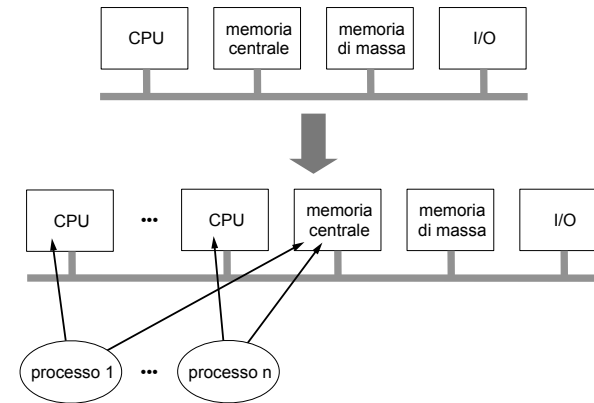 CPU
memoria
centrale
memoria
di massa
I/O
CPU
•••
CPU
memoria
centrale
memoria
di massa
I/O
processo 1
•••
processo n